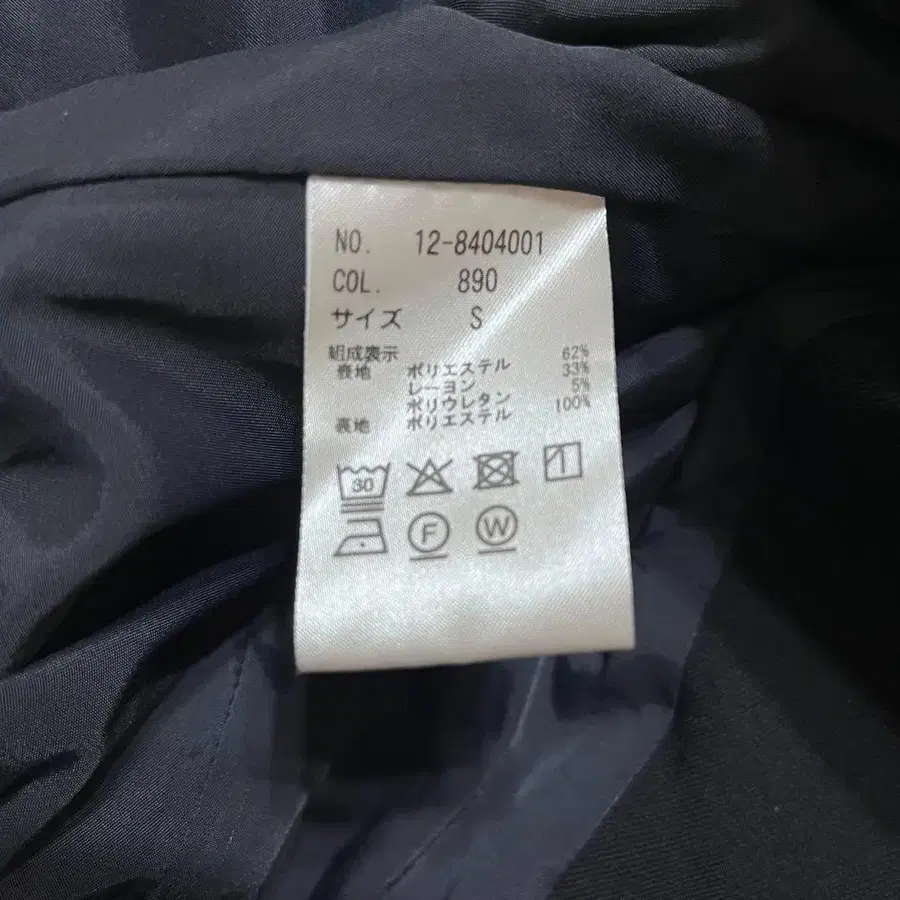 NO. 12-8404001
COL. 890
サイズ S
組成表示
表地 ポリエステル 62%
レーヨン 33%
ポリウレタン 5%
裏地 ポリエステル 100%
30
F W